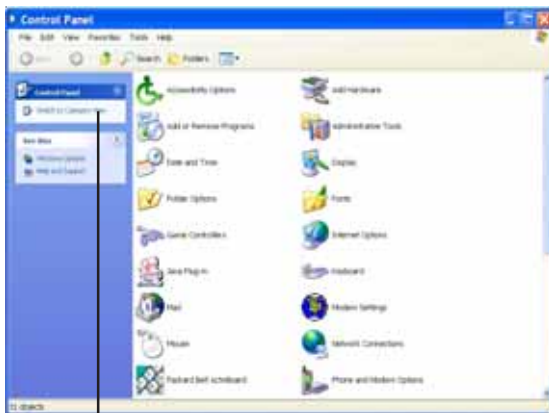 Control Panel
File Edit View Favorites Tools Help
Search Folders
Control Panel
Switch to Category View
See Also
Windows Update
Help and Support
Accessibility Options
Add Hardware
Add or Remove Programs
Administrative Tools
Date and Time
Display
Folder Options
Fonts
Game Controllers
Internet Options
Java Plug-in
Keyboard
Mail
Modem Settings
Mouse
Network Connections
Packard Bell
Phone and Modem Options
objects